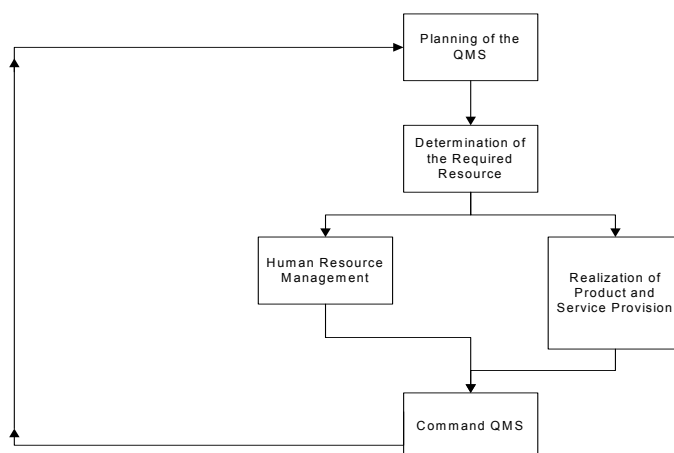 Planning of the
QMS
Determination of
the Required
Resource
Human Resource
Management
Realization of
Product and
Service Provision
Command QMS